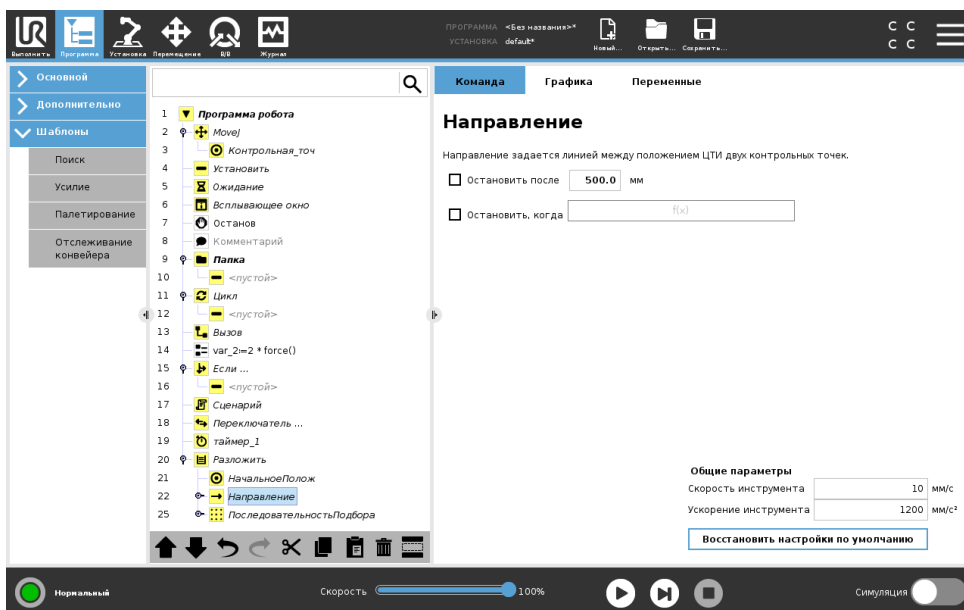 UR
ПРОГРАММА <Без названия>*
УСТАНОВКА default*
Выполнить Программа Установка Перемещение В/В Журнал
Новый... Открыть... Сохранить...
C C
C C
Основной
Дополнительно
Шаблоны
Поиск
Усилие
Палетирование
Отслеживание
конвейера
1 Программа робота
2 MoveJ
3 Контрольная_точ
4 Установить
5 Ожидание
6 Всплывающее окно
7 Останов
8 Комментарий
9 Папка
10 <пустой>
11 Цикл
12 <пустой>
13 Вызов
14 var_2:=2 * force()
15 Если ...
16 <пустой>
17 Сценарий
18 Переключатель ...
19 таймер_1
20 Разложить
21 НачальноеПолож
22 Направление
25 ПоследовательностьПодбора
Команда Графика Переменные
Направление
Направление задается линией между положением ЦТИ двух контрольных точек.
Остановить после 500.0 мм
Остановить, когда f(x)
Общие параметры
Скорость инструмента 10 мм/с
Ускорение инструмента 1200 мм/с²
Восстановить настройки по умолчанию
Нормальный
Скорость 100%
Симуляция